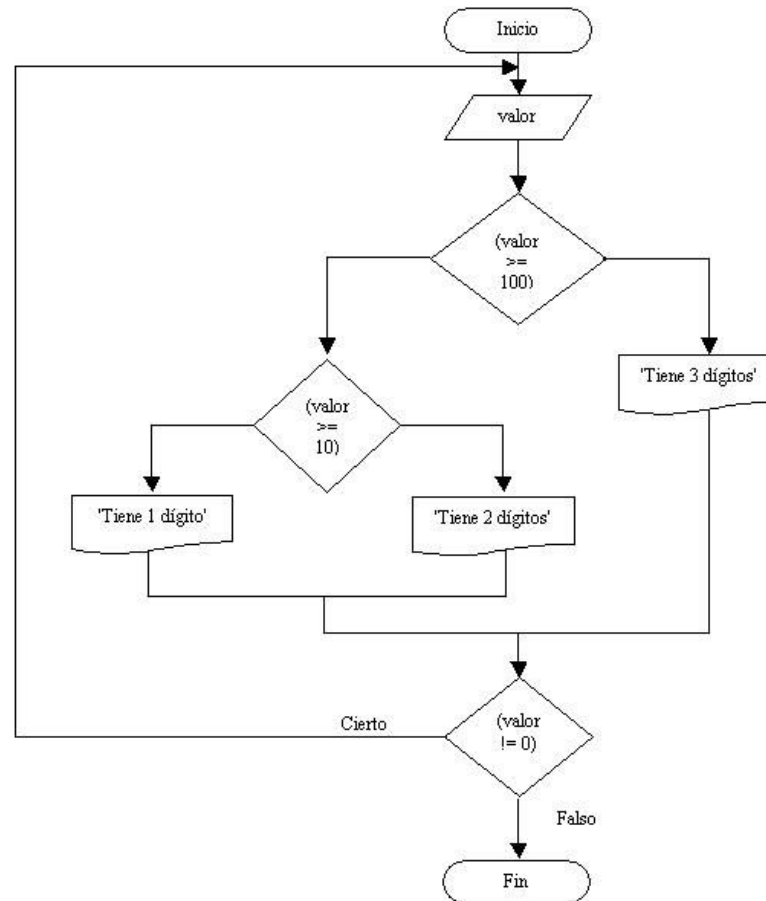 Inicio
valor
(valor
>=
100)
'Tiene 3 dígitos'
(valor
>=
10)
'Tiene 1 dígito'
'Tiene 2 dígitos'
Cierto
(valor
!= 0)
Falso
Fin